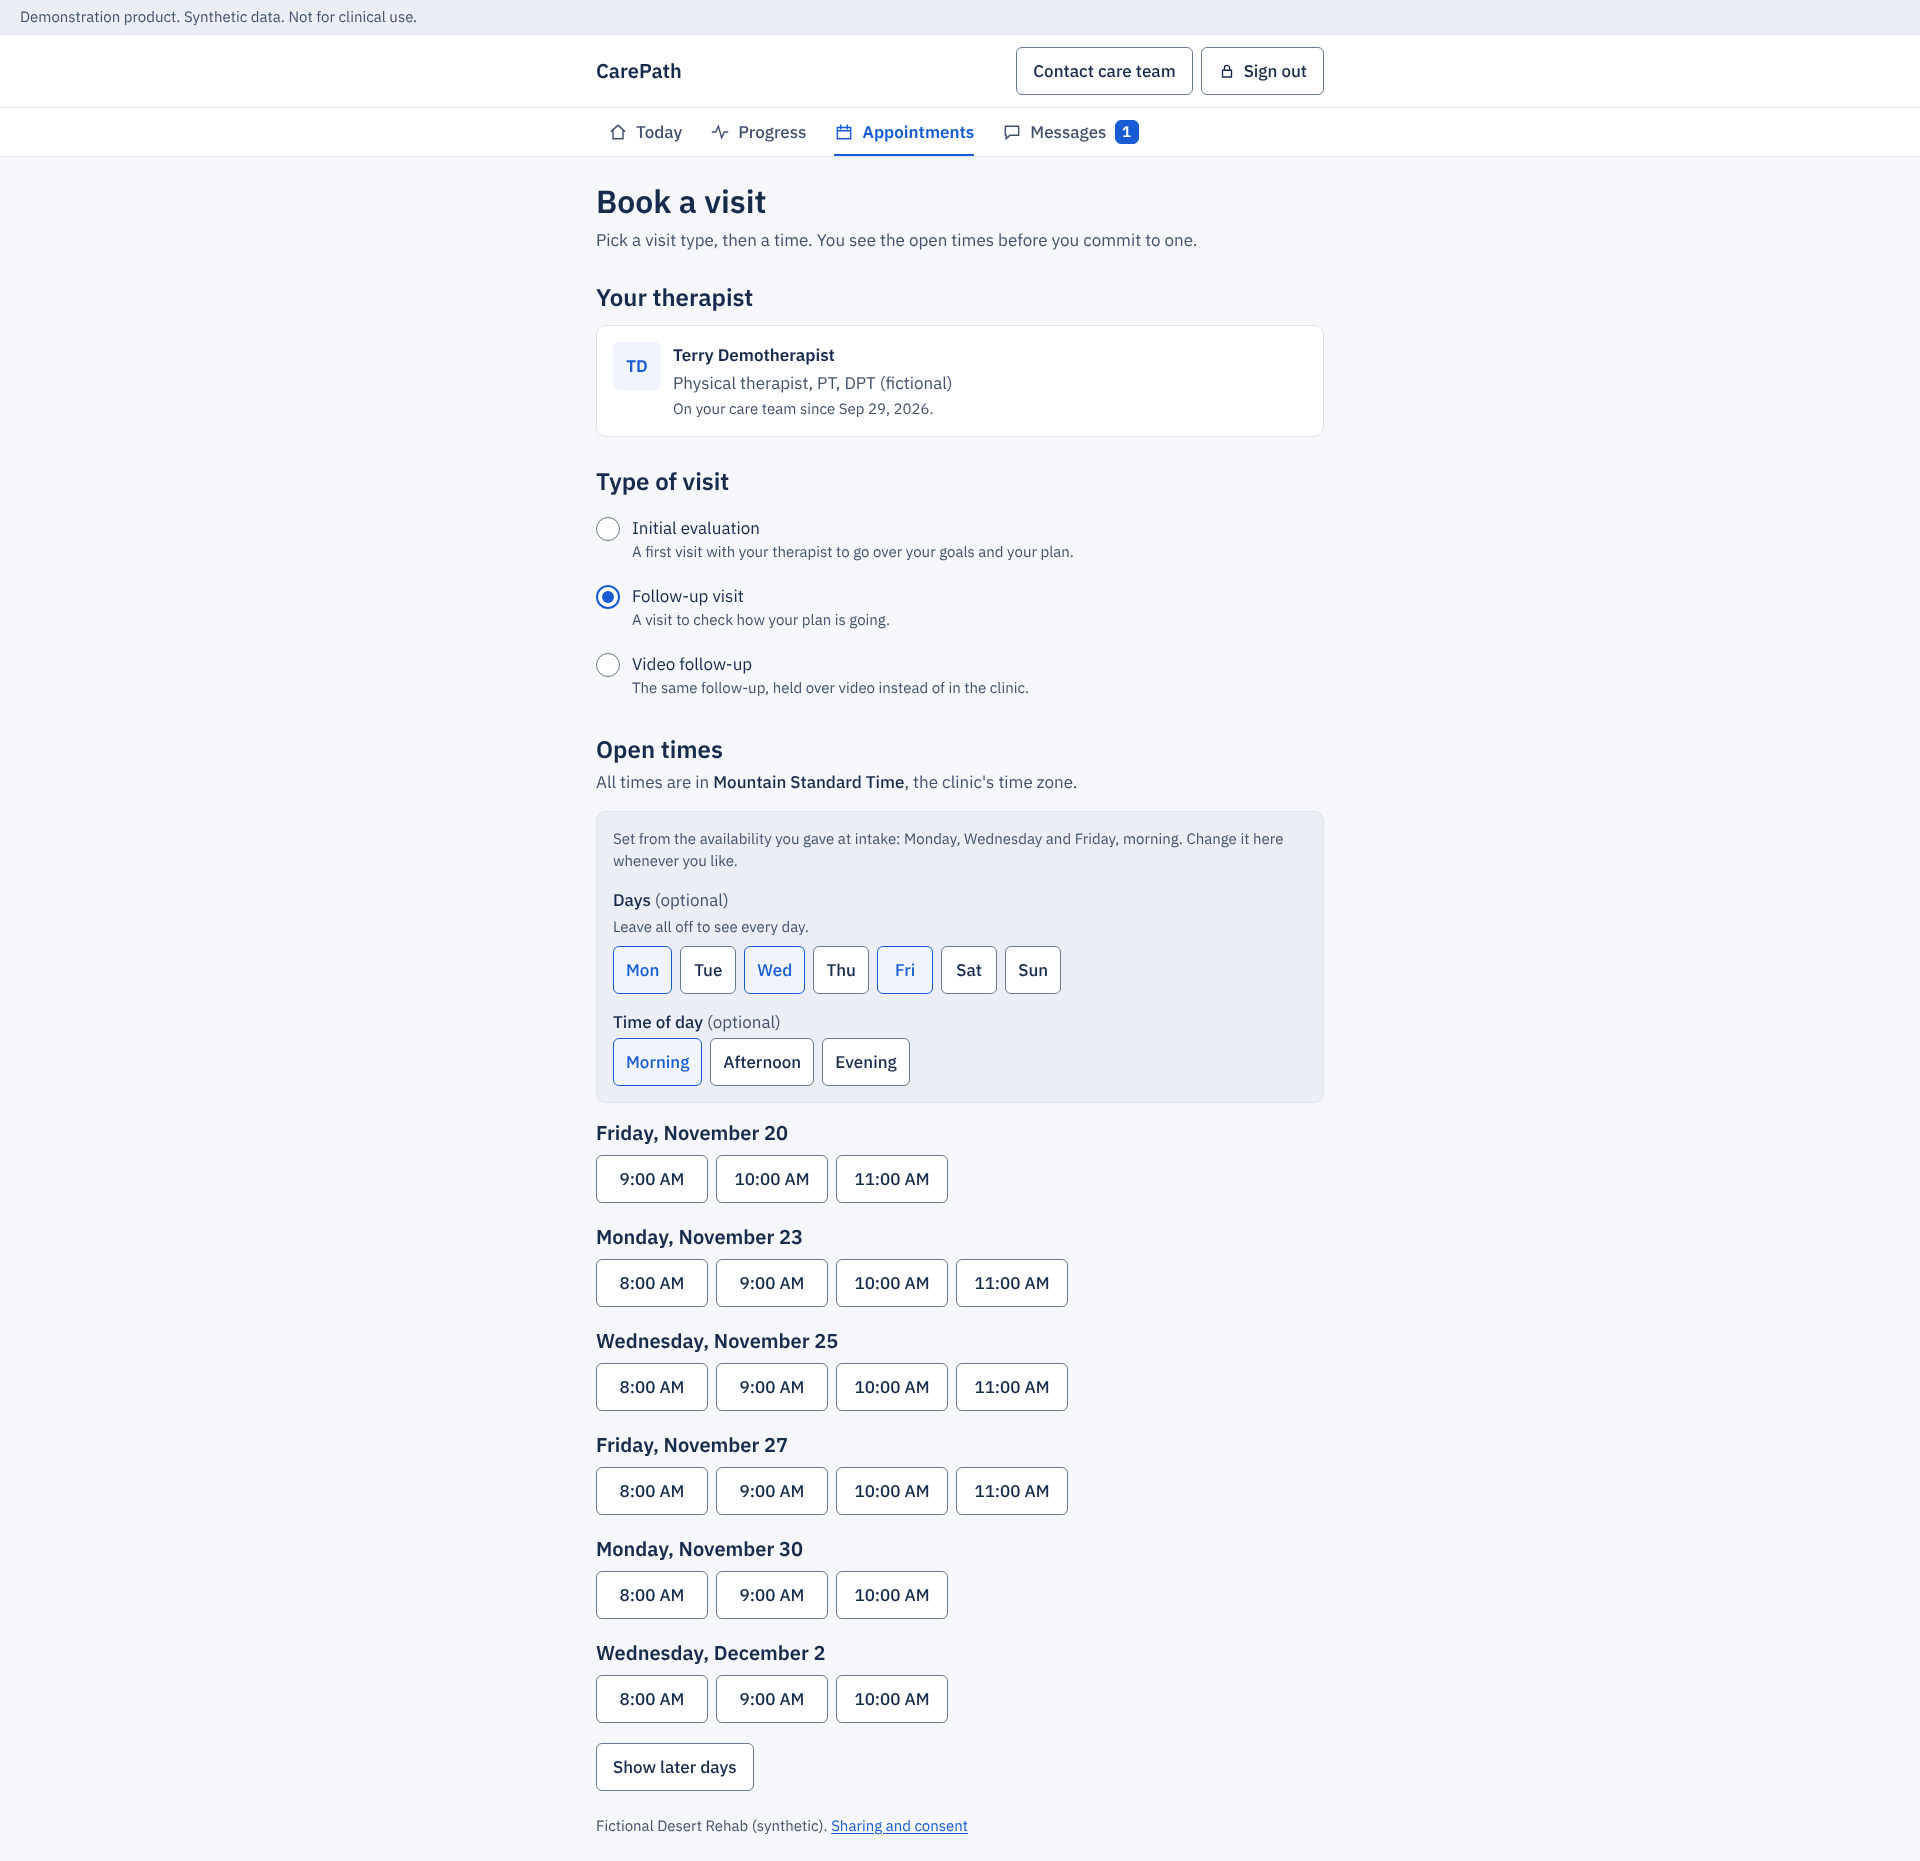 Demonstration product. Synthetic data. Not for clinical use.
CarePath
Contact care team
Sign out
Today
Progress
Appointments
Messages 1
Book a visit
Pick a visit type, then a time. You see the open times before you commit to one.
Your therapist
TD
Terry Demotherapist
Physical therapist, PT, DPT (fictional)
On your care team since Sep 29, 2026.
Type of visit
Initial evaluation
A first visit with your therapist to go over your goals and your plan.
Follow-up visit
A visit to check how your plan is going.
Video follow-up
The same follow-up, held over video instead of in the clinic.
Open times
All times are in Mountain Standard Time, the clinic's time zone.
Set from the availability you gave at intake: Monday, Wednesday and Friday, morning. Change it here
whenever you like.
Days (optional)
Leave all off to see every day.
Mon Tue Wed Thu Fri Sat Sun
Time of day (optional)
Morning Afternoon Evening
Friday, November 20
9:00 AM 10:00 AM 11:00 AM
Monday, November 23
8:00 AM 9:00 AM 10:00 AM 11:00 AM
Wednesday, November 25
8:00 AM 9:00 AM 10:00 AM 11:00 AM
Friday, November 27
8:00 AM 9:00 AM 10:00 AM 11:00 AM
Monday, November 30
8:00 AM 9:00 AM 10:00 AM
Wednesday, December 2
8:00 AM 9:00 AM 10:00 AM
Show later days
Fictional Desert Rehab (synthetic). Sharing and consent